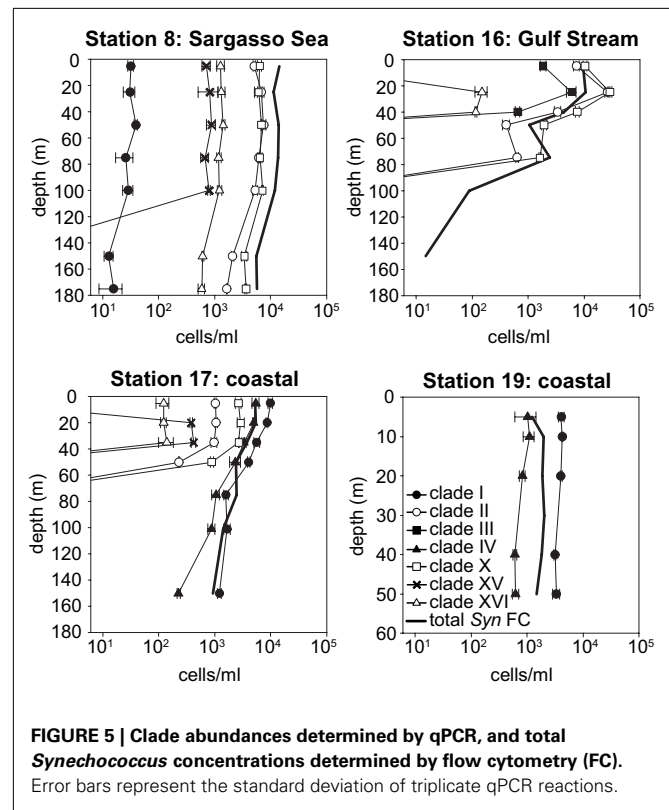 Station 8: Sargasso Sea
0
20
40
60
80
100
120
140
160
180
depth (m)
10¹ 10² 10³ 10⁴ 10⁵
cells/ml
Station 16: Gulf Stream
0
20
40
60
80
100
120
140
160
180
depth (m)
10¹ 10² 10³ 10⁴ 10⁵
cells/ml
Station 17: coastal
0
20
40
60
80
100
120
140
160
180
depth (m)
10¹ 10² 10³ 10⁴ 10⁵
cells/ml
Station 19: coastal
0
10
20
30
40
50
60
depth (m)
clade I
clade II
clade III
clade IV
clade X
clade XV
clade XVI
total Syn FC
10¹ 10² 10³ 10⁴ 10⁵
cells/ml
FIGURE 5 | Clade abundances determined by qPCR, and total
Synechococcus concentrations determined by flow cytometry (FC).
Error bars represent the standard deviation of triplicate qPCR reactions.